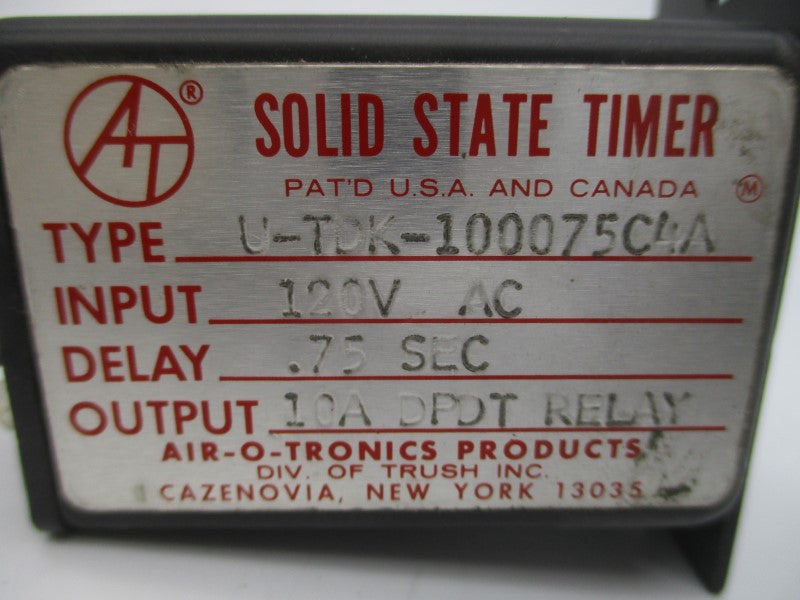 AT ®
SOLID STATE TIMER
PAT'D U.S.A. AND CANADA Ⓜ
TYPE U-TDK-100075C4A
INPUT 120V AC
DELAY .75 SEC
OUTPUT 10A DPDT RELAY
AIR-O-TRONICS PRODUCTS
DIV. OF TRUSH INC.
CAZENOVIA, NEW YORK 13035